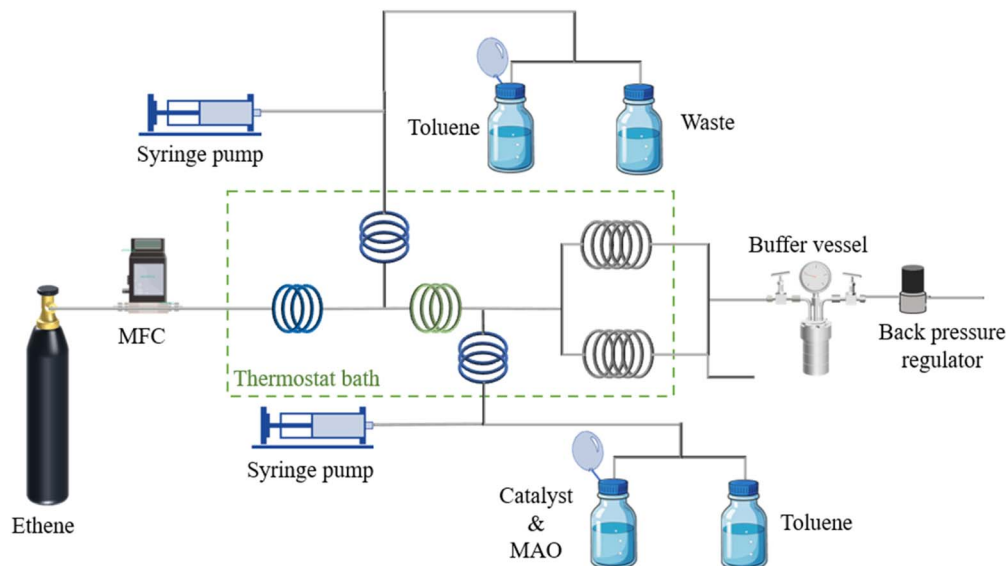 Toluene
Waste
Syringe pump
Buffer vessel
MFC
Back pressure
regulator
Thermostat bath
Syringe pump
Ethene
Catalyst
&
MAO
Toluene